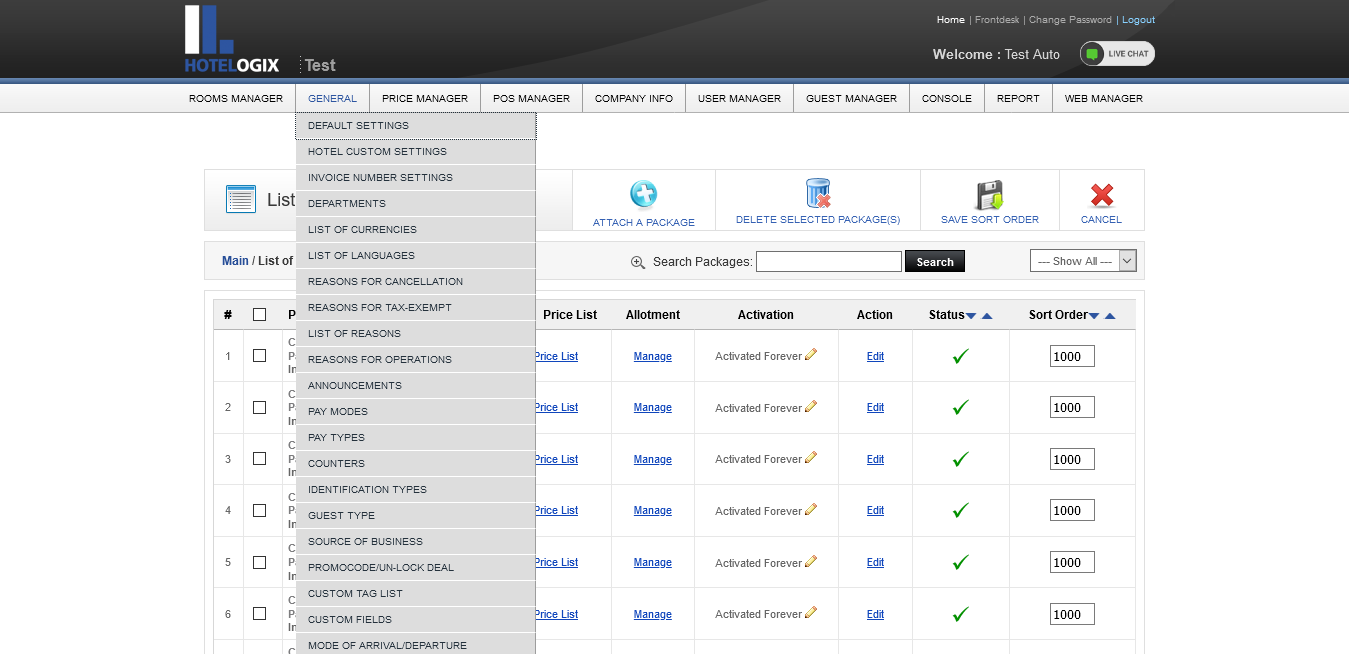 Home | Frontdesk | Change Password | Logout
Welcome : Test Auto LIVE CHAT
HOTELOGIX Test
ROOMS MANAGER GENERAL PRICE MANAGER POS MANAGER COMPANY INFO USER MANAGER GUEST MANAGER CONSOLE REPORT WEB MANAGER
DEFAULT SETTINGS
HOTEL CUSTOM SETTINGS
INVOICE NUMBER SETTINGS
DEPARTMENTS
LIST OF CURRENCIES
LIST OF LANGUAGES
REASONS FOR CANCELLATION
REASONS FOR TAX-EXEMPT
LIST OF REASONS
REASONS FOR OPERATIONS
ANNOUNCEMENTS
PAY MODES
PAY TYPES
COUNTERS
IDENTIFICATION TYPES
GUEST TYPE
SOURCE OF BUSINESS
PROMOCODE/UN-LOCK DEAL
CUSTOM TAG LIST
CUSTOM FIELDS
MODE OF ARRIVAL/DEPARTURE
List
ATTACH A PACKAGE DELETE SELECTED PACKAGE(S) SAVE SORT ORDER CANCEL
Main / List of Search Packages: Search --- Show All ---
# P Price List Allotment Activation Action Status Sort Order
1 Price List Manage Activated Forever Edit 1000
2 Price List Manage Activated Forever Edit 1000
3 Price List Manage Activated Forever Edit 1000
4 Price List Manage Activated Forever Edit 1000
5 Price List Manage Activated Forever Edit 1000
6 Price List Manage Activated Forever Edit 1000